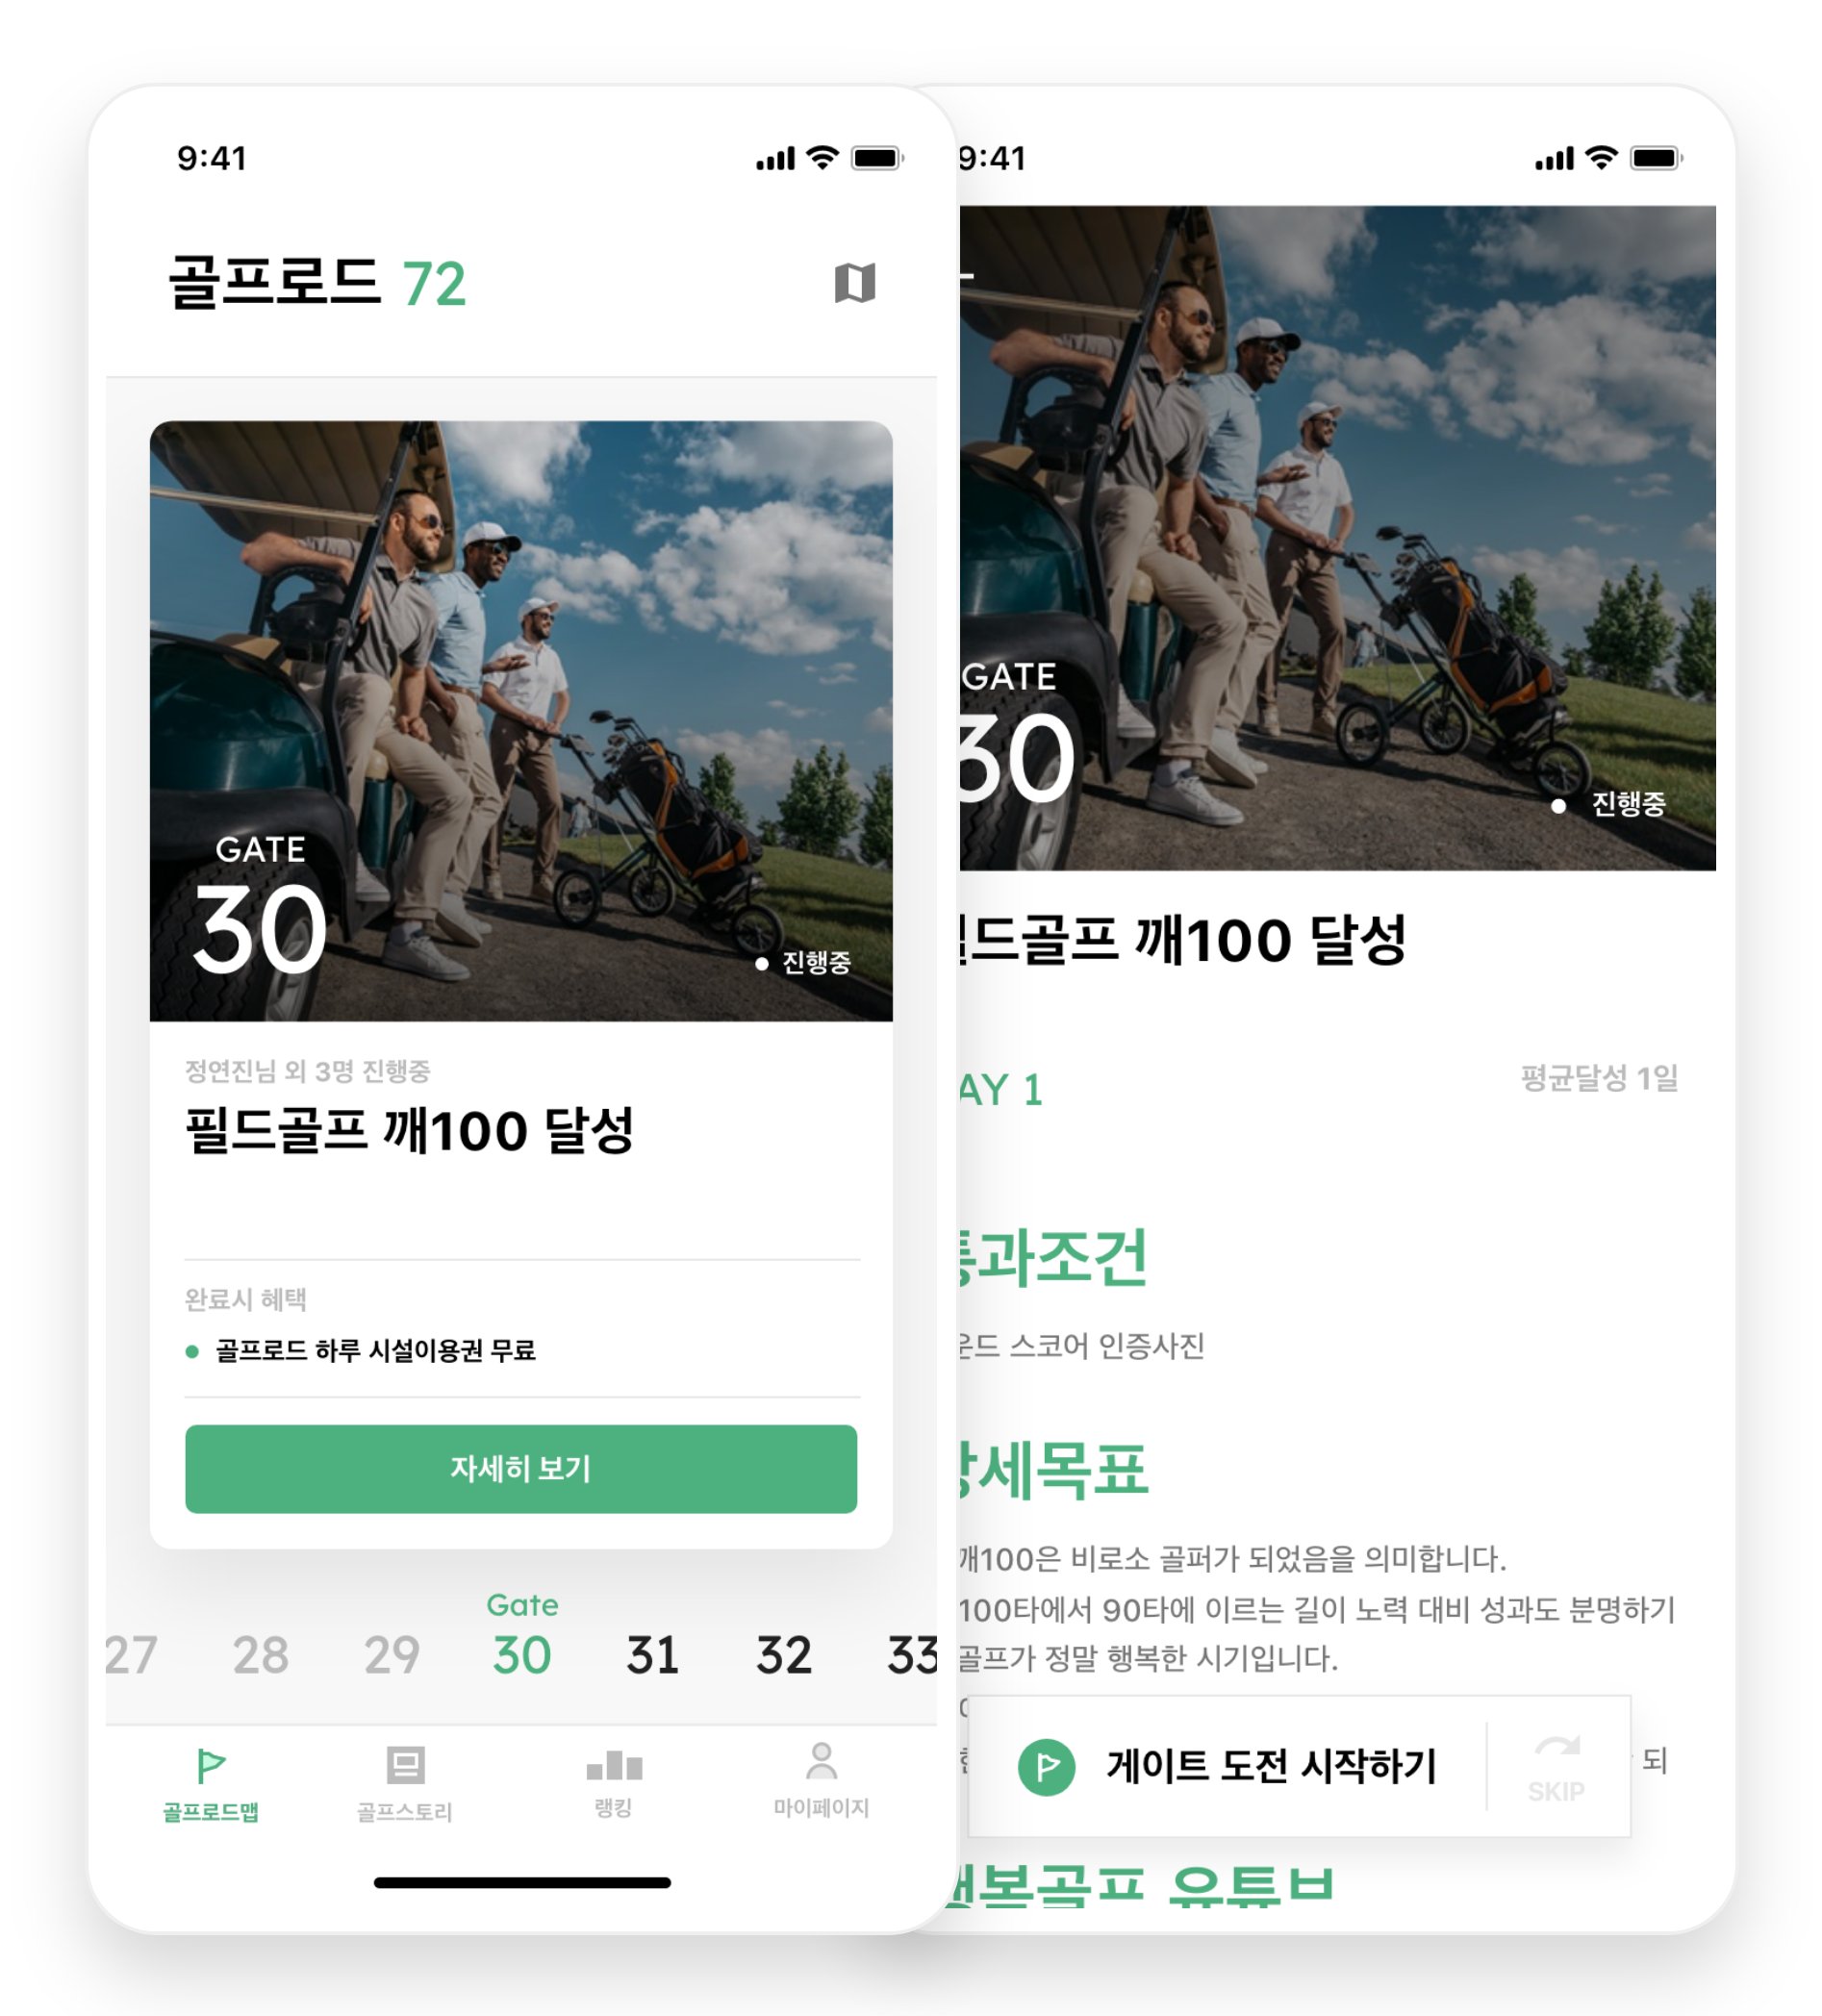 9:41
골프로드 72
GATE
30
진행중
정연진님 외 3명 진행중
필드골프 깨100 달성
완료시 혜택
골프로드 하루 시설이용권 무료
자세히 보기
Gate
27 28 29 30 31 32 33
골프로드맵 골프스토리 랭킹 마이페이지
9:41
GATE
30
진행중
필드골프 깨100 달성
AY 1
평균달성 1일
통과조건
운드 스코어 인증사진
상세목표
깨100은 비로소 골퍼가 되었음을 의미합니다.
100타에서 90타에 이르는 길이 노력 대비 성과도 분명하기
골프가 정말 행복한 시기입니다.
되
게이트 도전 시작하기
SKIP
행복골프 유튜브